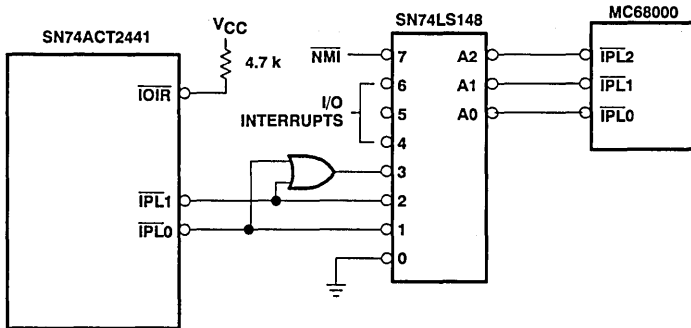 SN74ACT2441
VCC
4.7 k
IOIR
IPL1
IPL0
SN74LS148
NMI
I/O
INTERRUPTS
7
6
5
4
3
2
1
0
A2
A1
A0
MC68000
IPL2
IPL1
IPL0